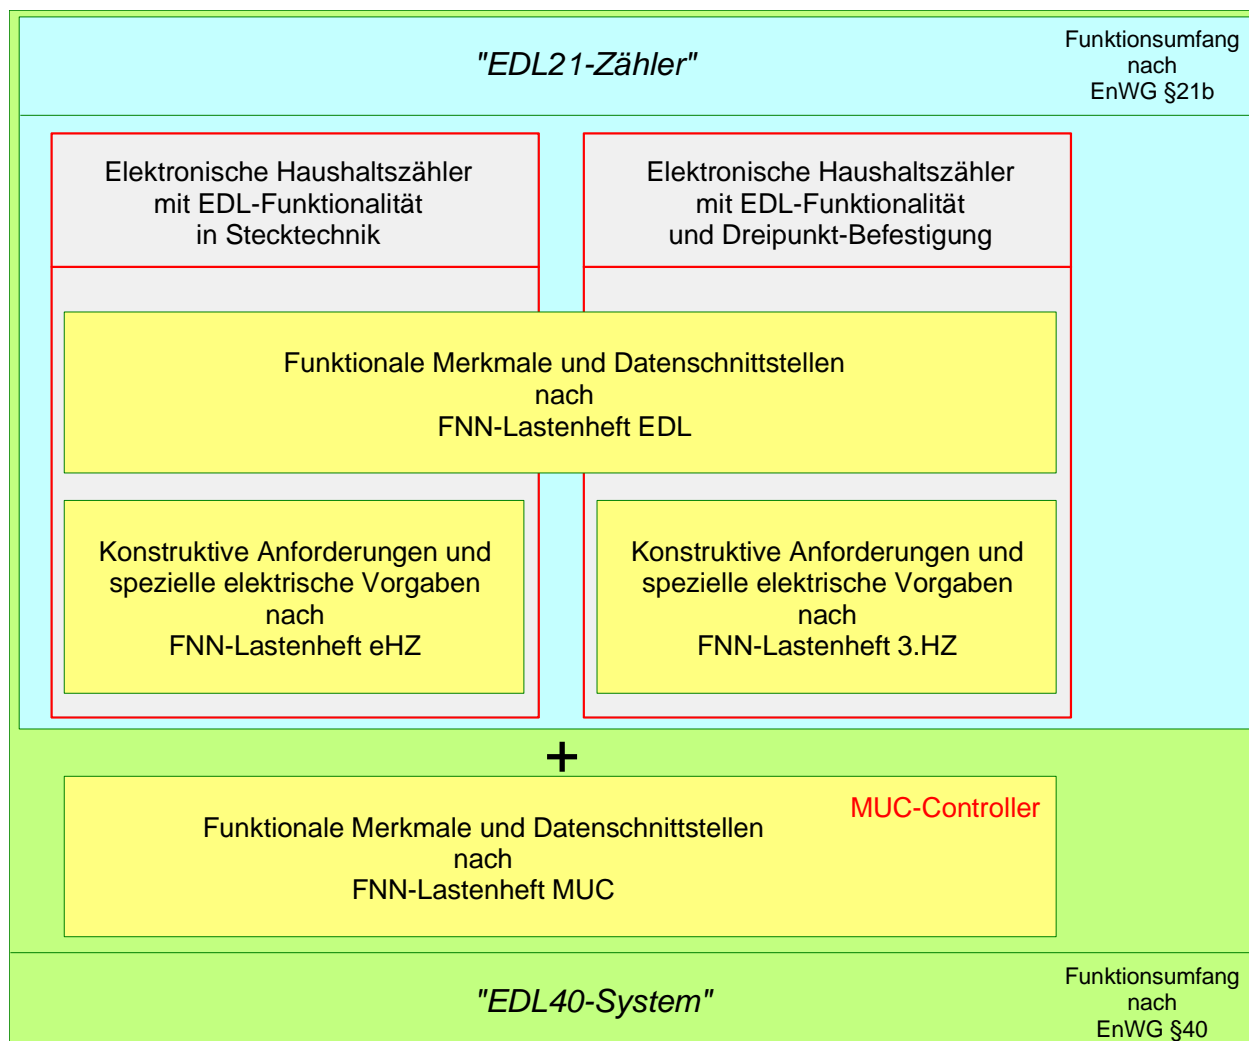 "EDL21-Zähler"
Funktionsumfang
nach
EnWG §21b
Elektronische Haushaltszähler
mit EDL-Funktionalität
in Stecktechnik
Elektronische Haushaltszähler
mit EDL-Funktionalität
und Dreipunkt-Befestigung
Funktionale Merkmale und Datenschnittstellen
nach
FNN-Lastenheft EDL
Konstruktive Anforderungen und
spezielle elektrische Vorgaben
nach
FNN-Lastenheft eHZ
Konstruktive Anforderungen und
spezielle elektrische Vorgaben
nach
FNN-Lastenheft 3.HZ
+
MUC-Controller
Funktionale Merkmale und Datenschnittstellen
nach
FNN-Lastenheft MUC
"EDL40-System"
Funktionsumfang
nach
EnWG §40